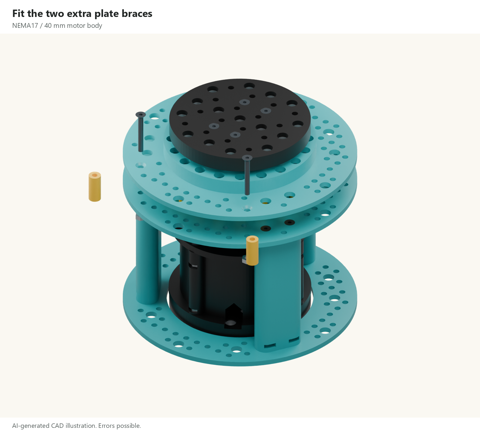 Fit the two extra plate braces
NEMA17 / 40 mm motor body
AI-generated CAD illustration. Errors possible.